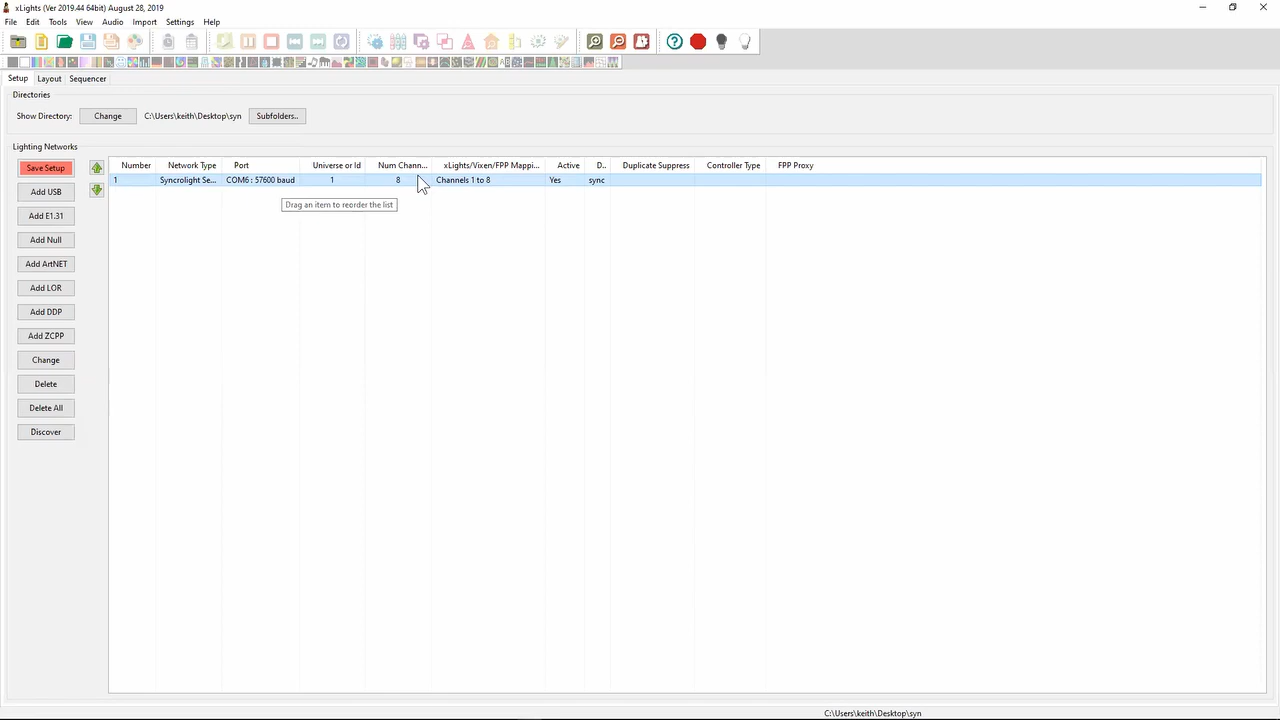 xLights (Ver 2019.44 64bit) August 28, 2019
File Edit Tools View Audio Import Settings Help
Setup Layout Sequencer
Directories
Show Directory: Change C:\Users\keith\Desktop\syn Subfolders..
Lighting Networks
Save Setup
Add USB
Add E1.31
Add Null
Add ArtNET
Add LOR
Add DDP
Add ZCPP
Change
Delete
Delete All
Discover
Number Network Type Port Universe or Id Num Chann... xLights/Vixen/FPP Mappi... Active D.. Duplicate Suppress Controller Type FPP Proxy
1 Syncrolight Se... COM6 : 57600 baud 1 8 Channels 1 to 8 Yes sync
Drag an item to reorder the list
C:\Users\keith\Desktop\syn